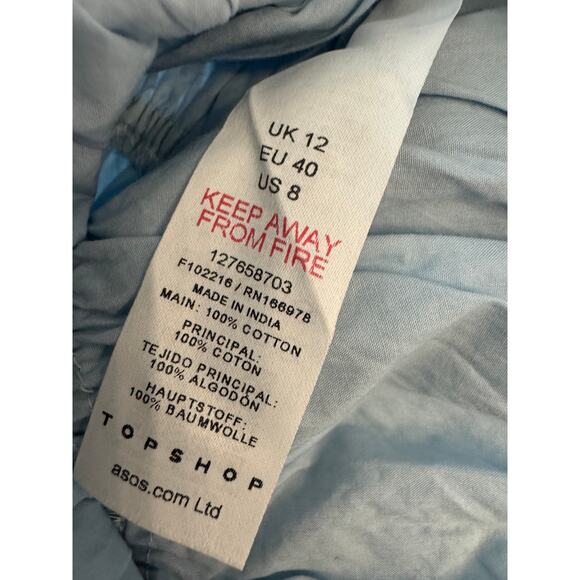 UK 12
EU 40
US 8
KEEP AWAY
FROM FIRE
127658703
F102216 / RN166978
MADE IN INDIA
MAIN: 100% COTTON
PRINCIPAL:
100% COTON
TEJIDO PRINCIPAL:
100% ALGODÓN
HAUPTSTOFF:
100% BAUMWOLLE
TOPSHOP
asos.com Ltd